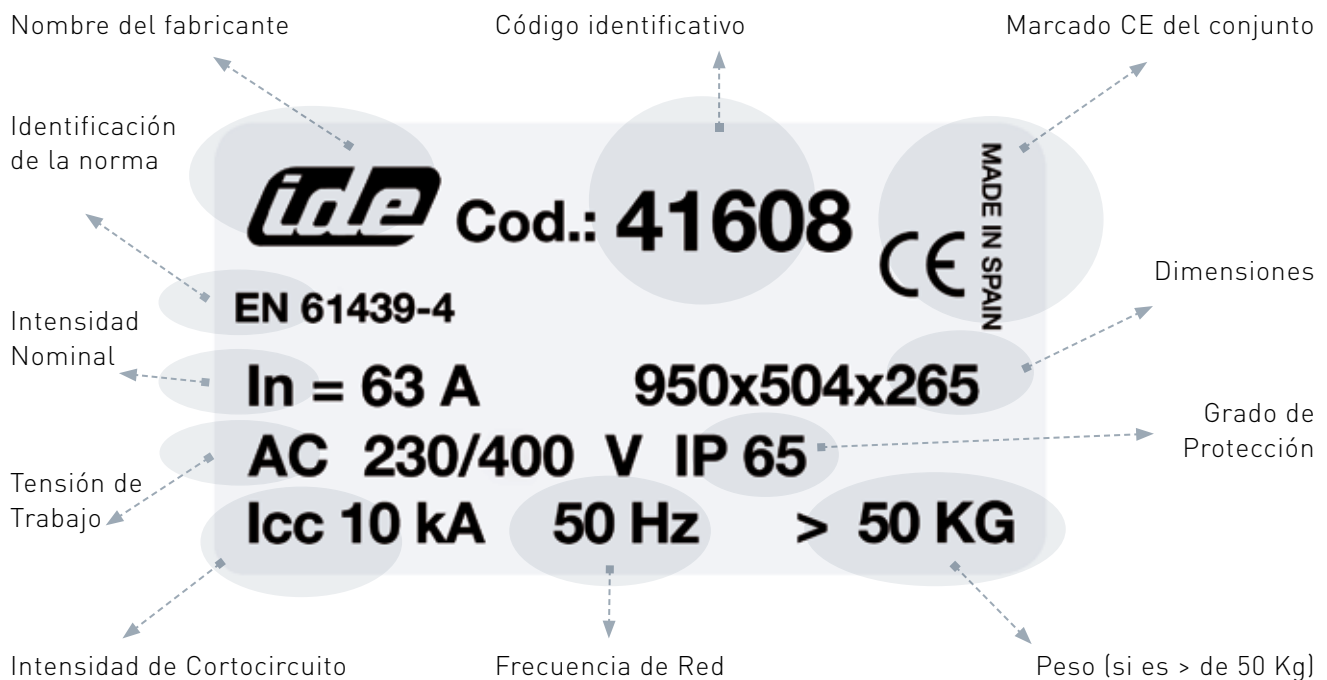 Nombre del fabricante
Código identificativo
Marcado CE del conjunto
Identificación
de la norma
ide Cod.: 41608
CE
MADE IN SPAIN
EN 61439-4
Dimensiones
Intensidad
Nominal
In = 63 A 950x504x265
Grado de
Protección
AC 230/400 V IP 65
Tensión de
Trabajo
Icc 10 kA 50 Hz > 50 KG
Intensidad de Cortocircuito
Frecuencia de Red
Peso (si es > de 50 Kg)